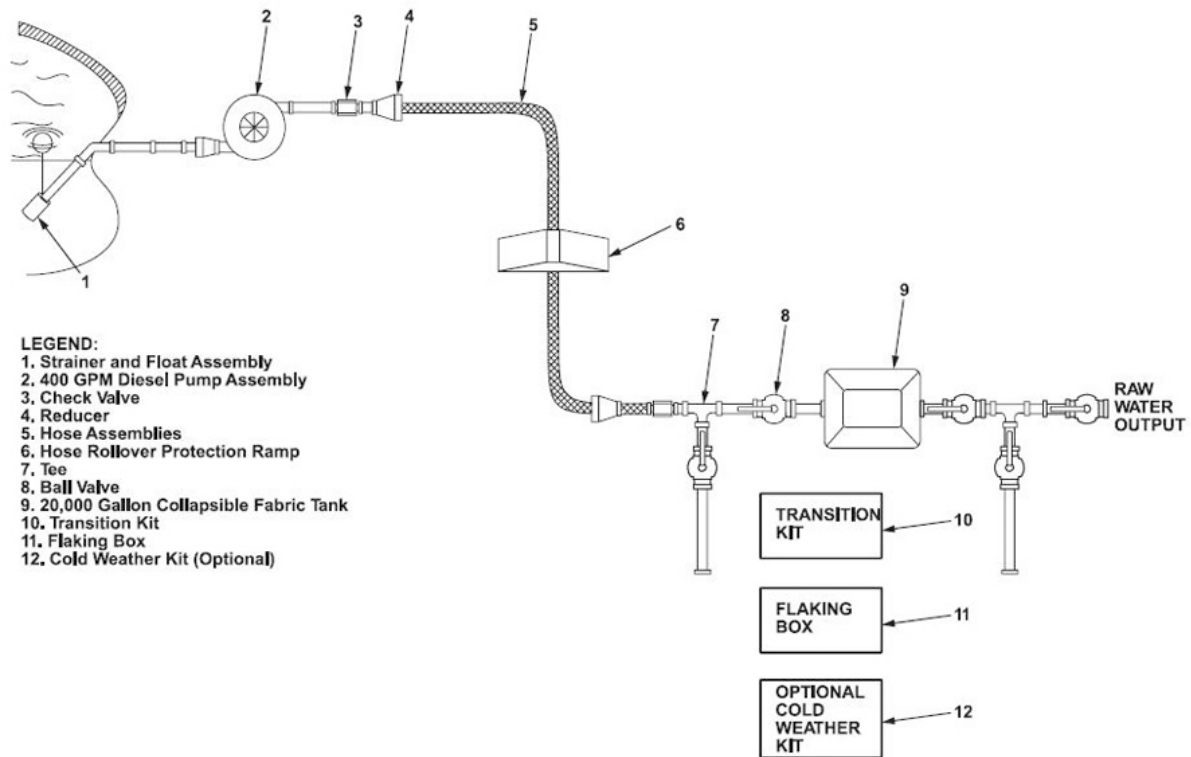 2
3
4
5
6
1
9
7
8
LEGEND:
1. Strainer and Float Assembly
2. 400 GPM Diesel Pump Assembly
3. Check Valve
4. Reducer
5. Hose Assemblies
6. Hose Rollover Protection Ramp
7. Tee
8. Ball Valve
9. 20,000 Gallon Collapsible Fabric Tank
10. Transition Kit
11. Flaking Box
12. Cold Weather Kit (Optional)
RAW
WATER
OUTPUT
TRANSITION
KIT
10
FLAKING
BOX
11
OPTIONAL
COLD
WEATHER
KIT
12